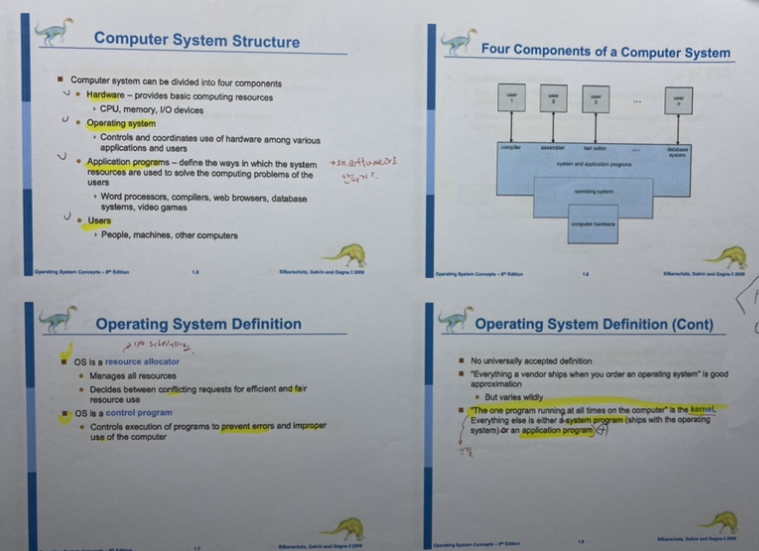 Computer System Structure
Computer system can be divided into four components
Hardware – provides basic computing resources
CPU, memory, I/O devices
Operating system
Controls and coordinates use of hardware among various
applications and users
Application programs – define the ways in which the system
resources are used to solve the computing problems of the
users
Word processors, compilers, web browsers, database
systems, video games
Users
People, machines, other computers
Operating System Concepts – 8th Edition
1.5
Silberschatz, Galvin and Gagne © 2009
Four Components of a Computer System
user
1
user
2
user
3
...
user
n
compiler
assembler
text editor
...
database
system
system and application programs
operating system
computer hardware
Operating System Concepts – 8th Edition
1.6
Silberschatz, Galvin and Gagne © 2009
Operating System Definition
OS is a resource allocator
Manages all resources
Decides between conflicting requests for efficient and fair
resource use
OS is a control program
Controls execution of programs to prevent errors and improper
use of the computer
Edition
1.7
Silberschatz, Galvin and Gagne © 2009
Operating System Definition (Cont)
No universally accepted definition
"Everything a vendor ships when you order an operating system" is good
approximation
But varies wildly
"The one program running at all times on the computer" is the kernel.
Everything else is either a system program (ships with the operating
system) or an application program
Operating System Concepts – 8th Edition
1.8
Silberschatz, Galvin and Gagne © 2009